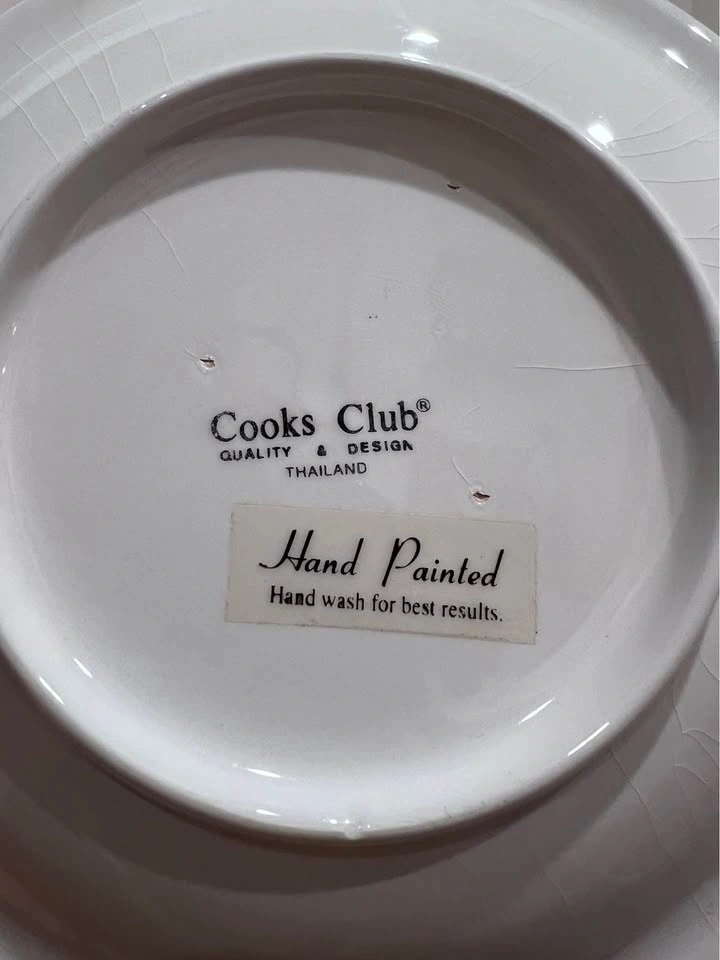 Cooks Club®
QUALITY & DESIGN
THAILAND
Hand Painted
Hand wash for best results.